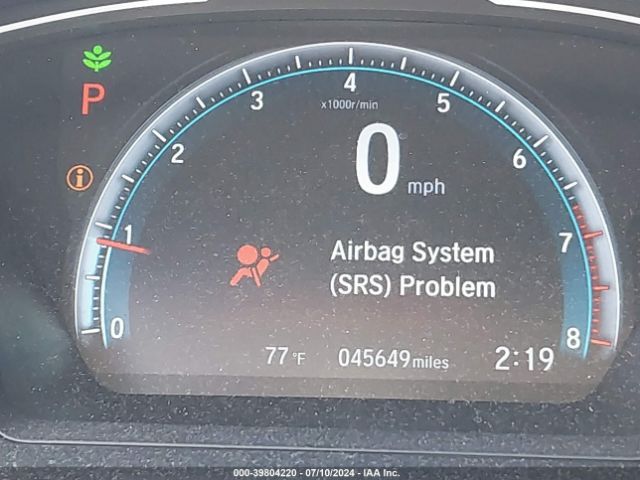 P
4
3
5
x1000r/min
2
6
0 mph
1
7
Airbag System
(SRS) Problem
0
8
77 °F
045649 miles
2:19
000-39804220 - 07/10/2024 - IAA Inc.